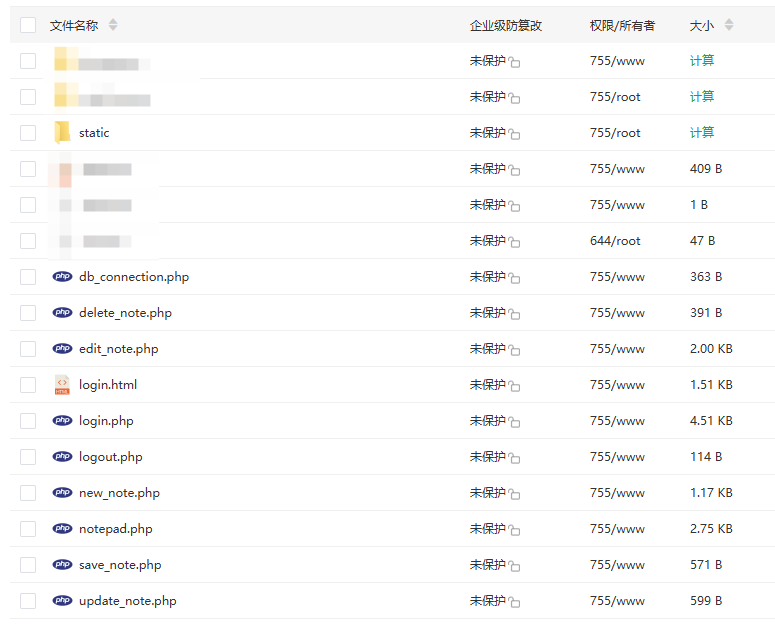 文件名称 企业级防篡改 权限/所有者 大小
未保护 755/www 计算
未保护 755/root 计算
static 未保护 755/root 计算
未保护 755/www 409 B
未保护 755/www 1 B
未保护 644/root 47 B
php db_connection.php 未保护 755/www 363 B
php delete_note.php 未保护 755/www 391 B
php edit_note.php 未保护 755/www 2.00 KB
HTML login.html 未保护 755/www 1.51 KB
php login.php 未保护 755/www 4.51 KB
php logout.php 未保护 755/www 114 B
php new_note.php 未保护 755/www 1.17 KB
php notepad.php 未保护 755/www 2.75 KB
php save_note.php 未保护 755/www 571 B
php update_note.php 未保护 755/www 599 B